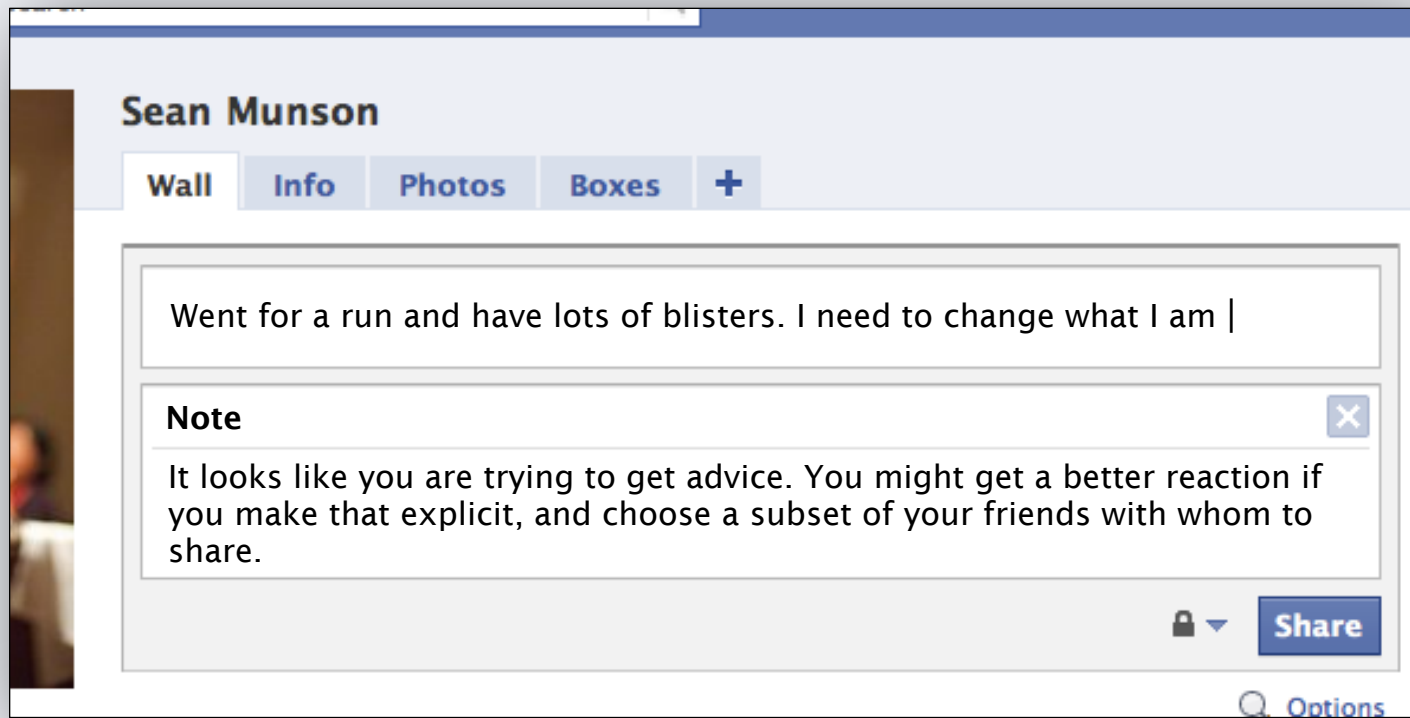 Sean Munson
Wall Info Photos Boxes +
Went for a run and have lots of blisters. I need to change what I am |
Note
It looks like you are trying to get advice. You might get a better reaction if
you make that explicit, and choose a subset of your friends with whom to
share.
Share
Options